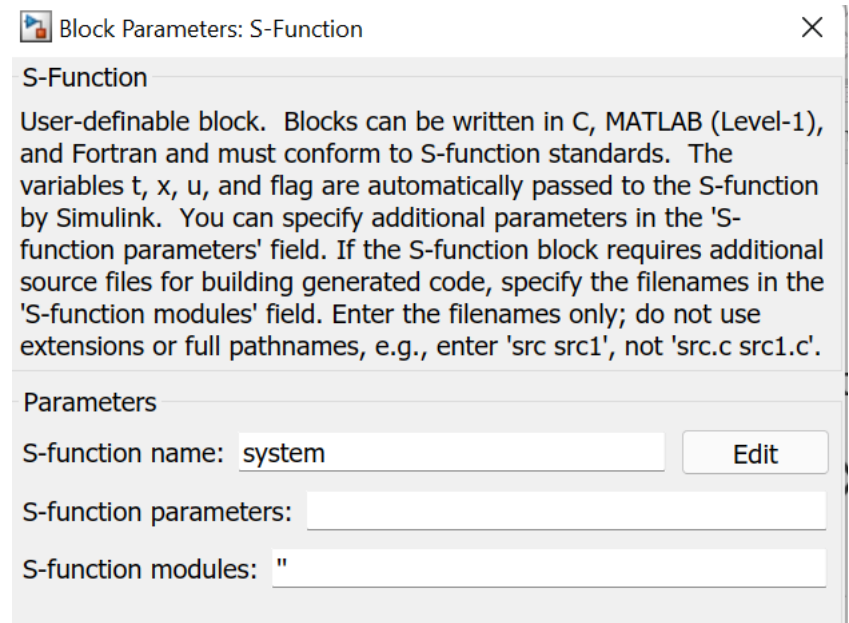 Block Parameters: S-Function
S-Function
User-definable block.  Blocks can be written in C, MATLAB (Level-1),
and Fortran and must conform to S-function standards.  The
variables t, x, u, and flag are automatically passed to the S-function
by Simulink.  You can specify additional parameters in the 'S-
function parameters' field. If the S-function block requires additional
source files for building generated code, specify the filenames in the
'S-function modules' field. Enter the filenames only; do not use
extensions or full pathnames, e.g., enter 'src src1', not 'src.c src1.c'.
Parameters
S-function name: system Edit
S-function parameters:
S-function modules: ''